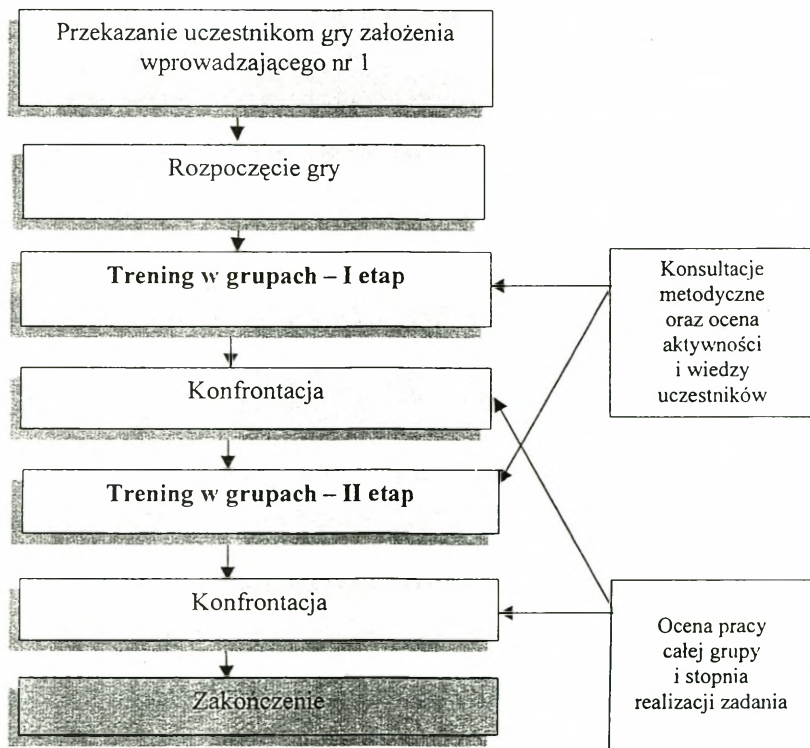 Przekazanie uczestnikom gry założenia
wprowadzającego nr 1
Rozpoczęcie gry
Trening w grupach – I etap
Konfrontacja
Trening w grupach – II etap
Konfrontacja
Zakończenie
Konsultacje
metodyczne
oraz ocena
aktywności
i wiedzy
uczestników
Ocena pracy
całej grupy
i stopnia
realizacji zadania